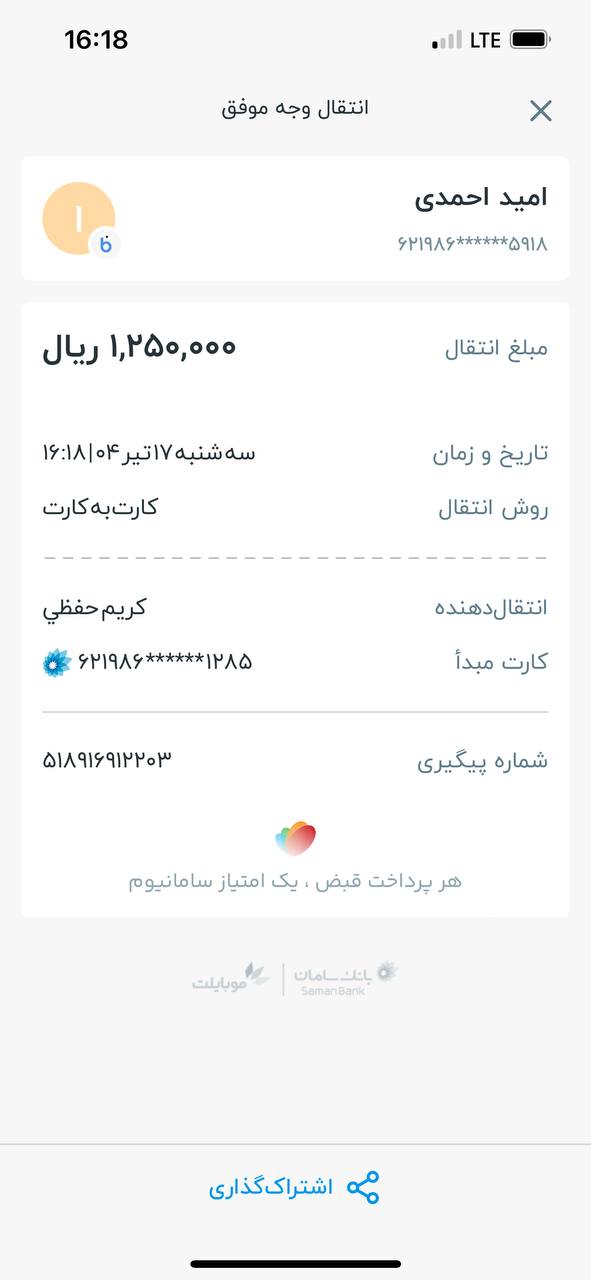 16:18
LTE
انتقال وجه موفق
امید احمدی
۶۲۱۹۸۶******۵۹۱۸
ا
مبلغ انتقال ۱,۲۵۰,۰۰۰ ریال
تاریخ و زمان سه‌شنبه ۱۷ تیر ۰۴ | ۱۶:۱۸
روش انتقال کارت‌به‌کارت
انتقال‌دهنده کریم حفظي
کارت مبدأ ۶۲۱۹۸۶******۱۲۸۵
شماره پیگیری ۵۱۸۹۱۶۹۱۲۲۰۳
هر پرداخت قبض ، یک امتیاز سامانیوم
بانک سامان | موبایلت
Saman Bank
اشتراک‌گذاری